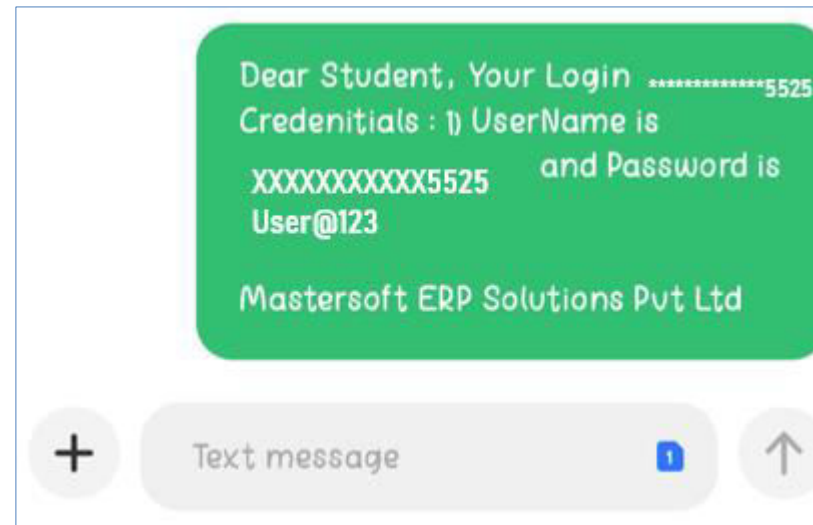 Dear Student, Your Login *************5525
Credenitials : 1) UserName is
XXXXXXXXXXX5525 and Password is
User@123
Mastersoft ERP Solutions Pvt Ltd
Text message
1